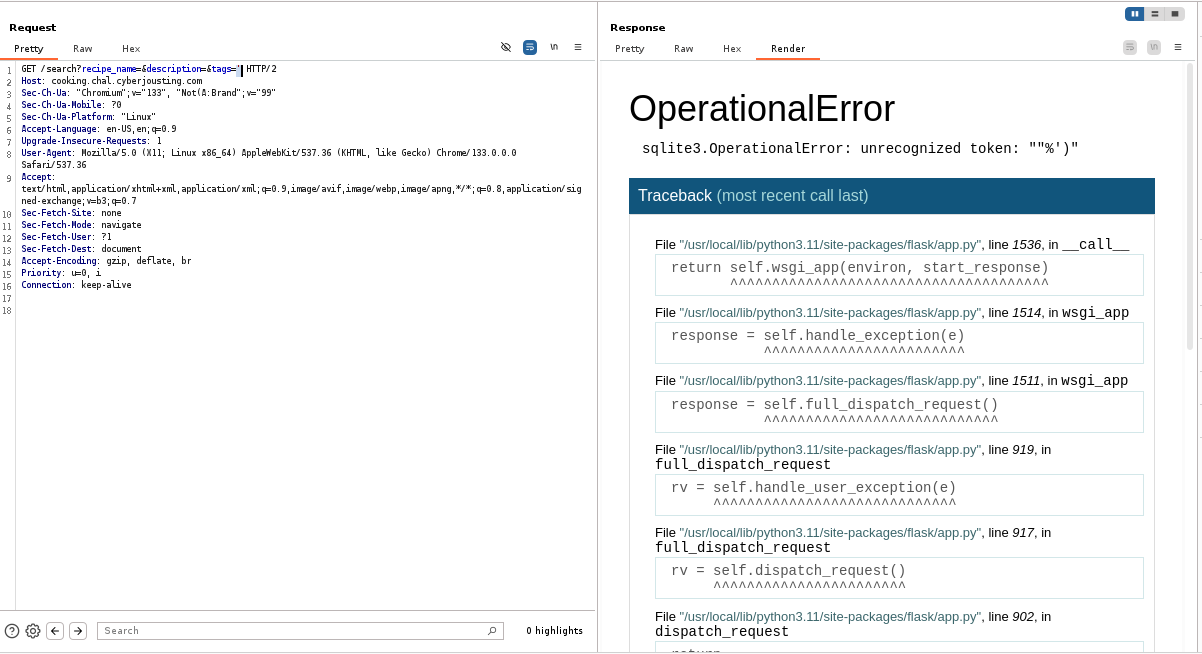 Request
Pretty Raw Hex
1 GET /search?recipe_name=&description=&tags=" HTTP/2
2 Host: cooking.chal.cyberjousting.com
3 Sec-Ch-Ua: "Chromium";v="133", "Not(A:Brand";v="99"
4 Sec-Ch-Ua-Mobile: ?0
5 Sec-Ch-Ua-Platform: "Linux"
6 Accept-Language: en-US,en;q=0.9
7 Upgrade-Insecure-Requests: 1
8 User-Agent: Mozilla/5.0 (X11; Linux x86_64) AppleWebKit/537.36 (KHTML, like Gecko) Chrome/133.0.0.0
Safari/537.36
9 Accept:
text/html,application/xhtml+xml,application/xml;q=0.9,image/avif,image/webp,image/apng,*/*;q=0.8,application/sig
ned-exchange;v=b3;q=0.7
10 Sec-Fetch-Site: none
11 Sec-Fetch-Mode: navigate
12 Sec-Fetch-User: ?1
13 Sec-Fetch-Dest: document
14 Accept-Encoding: gzip, deflate, br
15 Priority: u=0, i
16 Connection: keep-alive
17
18
Search
0 highlights
Response
Pretty Raw Hex Render
OperationalError
sqlite3.OperationalError: unrecognized token: ""%')"
Traceback (most recent call last)
File "/usr/local/lib/python3.11/site-packages/flask/app.py", line 1536, in __call__
return self.wsgi_app(environ, start_response)
^^^^^^^^^^^^^^^^^^^^^^^^^^^^^^^^^^^^^^
File "/usr/local/lib/python3.11/site-packages/flask/app.py", line 1514, in wsgi_app
response = self.handle_exception(e)
^^^^^^^^^^^^^^^^^^^^^^^^
File "/usr/local/lib/python3.11/site-packages/flask/app.py", line 1511, in wsgi_app
response = self.full_dispatch_request()
^^^^^^^^^^^^^^^^^^^^^^^^^^^^
File "/usr/local/lib/python3.11/site-packages/flask/app.py", line 919, in
full_dispatch_request
rv = self.handle_user_exception(e)
^^^^^^^^^^^^^^^^^^^^^^^^^^^^^
File "/usr/local/lib/python3.11/site-packages/flask/app.py", line 917, in
full_dispatch_request
rv = self.dispatch_request()
^^^^^^^^^^^^^^^^^^^^^^^
File "/usr/local/lib/python3.11/site-packages/flask/app.py", line 902, in
dispatch_request